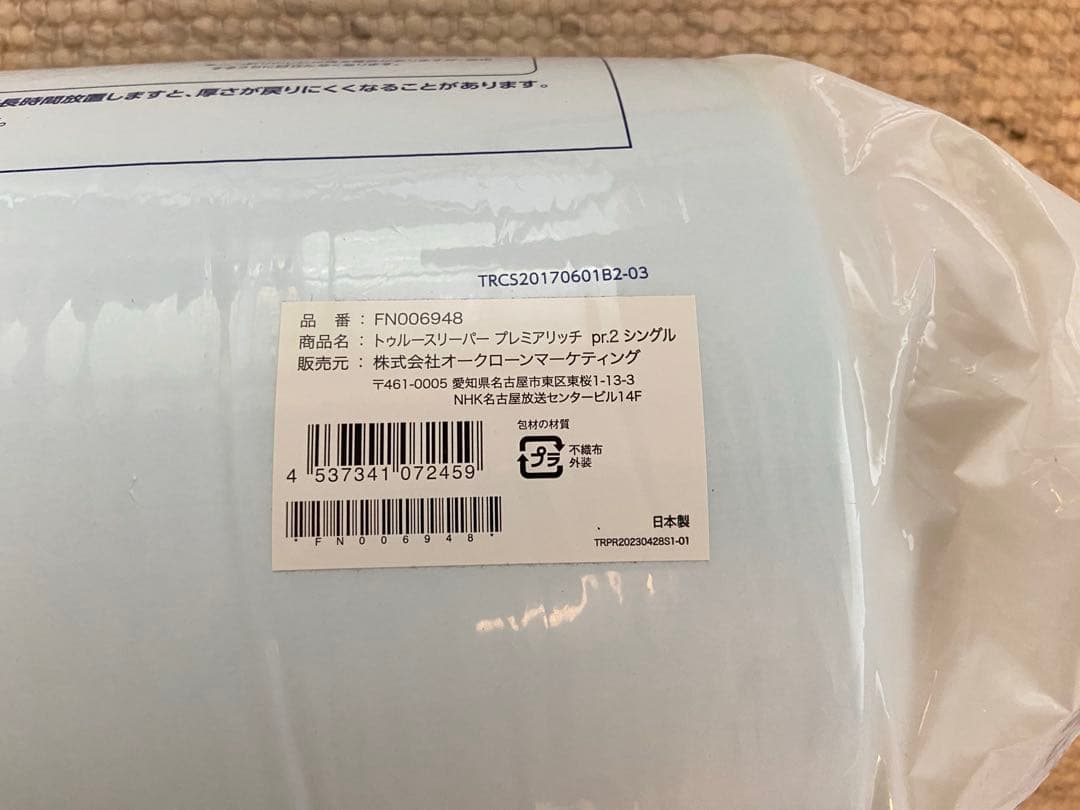 長時間放置しますと、厚さが戻りにくくなることがあります。
TRCS20170601B2-03
品 番 : FN006948
商品名 : トゥルースリーパー プレミアリッチ pr.2 シングル
販売元 : 株式会社オークローンマーケティング
〒461-0005 愛知県名古屋市東区東桜1-13-3
NHK名古屋放送センタービル14F
包材の材質
プラ
不織布
外装
4 537341 072459
*FN006948*
日本製
TRPR20230428S1-01